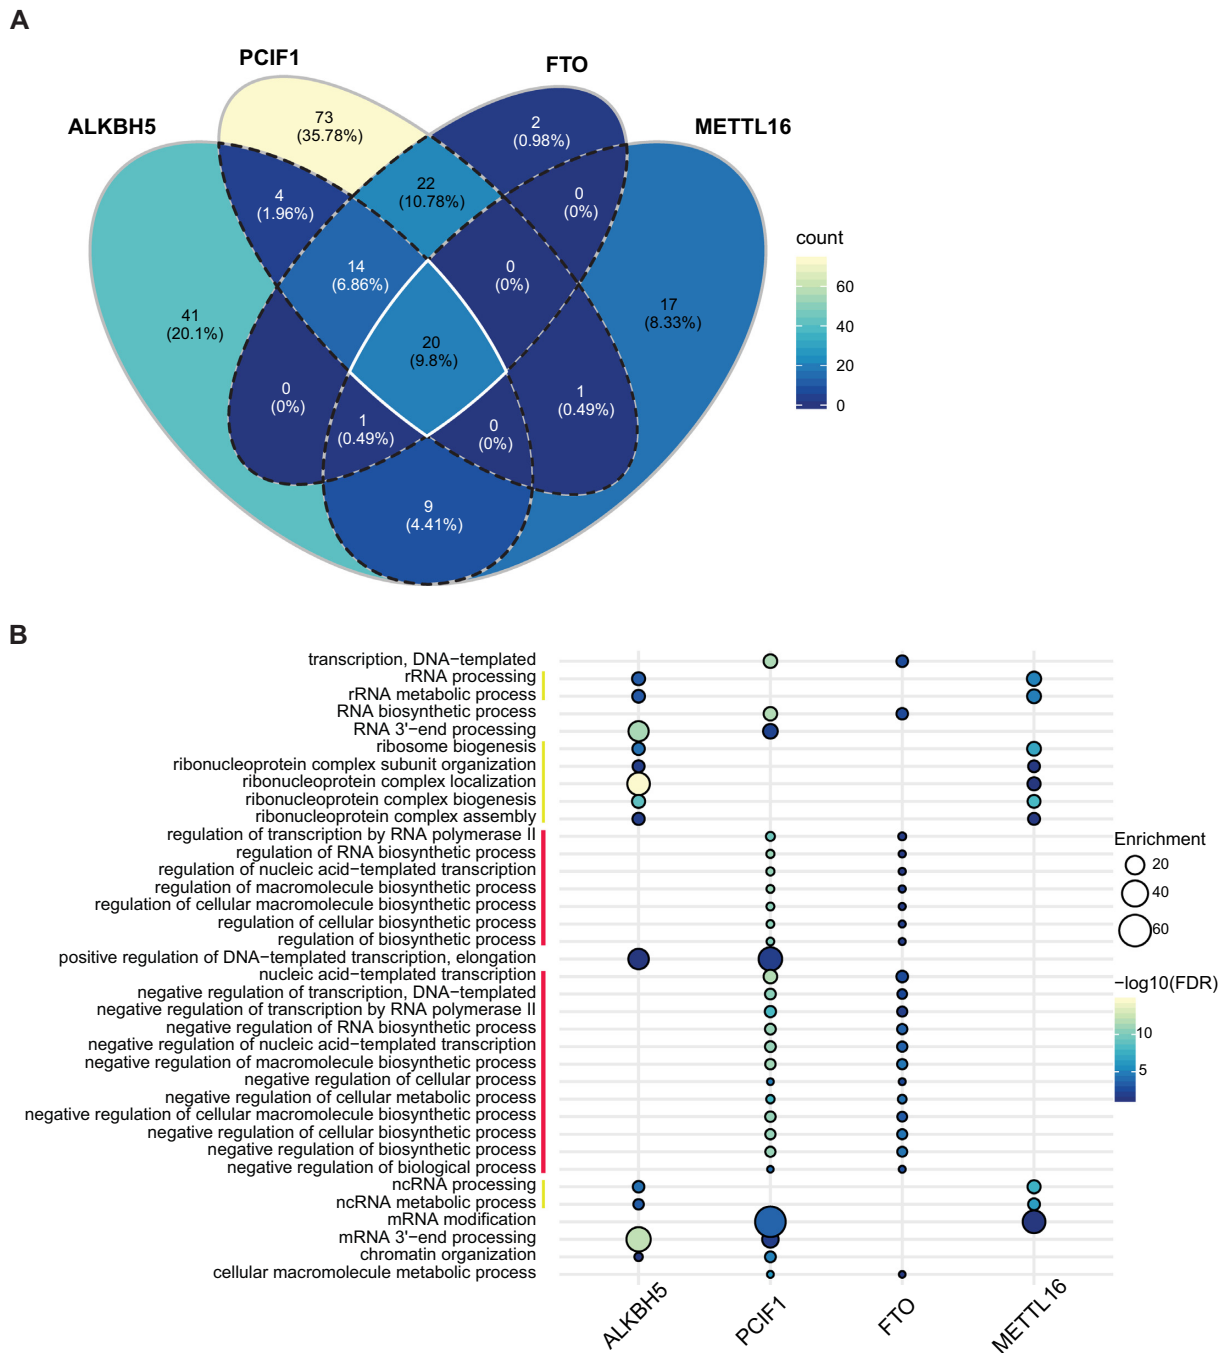 A
PCIF1
FTO
ALKBH5
METTL16
73
(35.78%)
2
(0.98%)
4
(1.96%)
22
(10.78%)
0
(0%)
14
(6.86%)
0
(0%)
41
(20.1%)
17
(8.33%)
20
(9.8%)
0
(0%)
1
(0.49%)
1
(0.49%)
0
(0%)
9
(4.41%)
count
60
40
20
0
B
transcription, DNA−templated
rRNA processing
rRNA metabolic process
RNA biosynthetic process
RNA 3'−end processing
ribosome biogenesis
ribonucleoprotein complex subunit organization
ribonucleoprotein complex localization
ribonucleoprotein complex biogenesis
ribonucleoprotein complex assembly
regulation of transcription by RNA polymerase II
regulation of RNA biosynthetic process
regulation of nucleic acid−templated transcription
regulation of macromolecule biosynthetic process
regulation of cellular macromolecule biosynthetic process
regulation of cellular biosynthetic process
regulation of biosynthetic process
positive regulation of DNA−templated transcription, elongation
nucleic acid−templated transcription
negative regulation of transcription, DNA−templated
negative regulation of transcription by RNA polymerase II
negative regulation of RNA biosynthetic process
negative regulation of nucleic acid−templated transcription
negative regulation of macromolecule biosynthetic process
negative regulation of cellular process
negative regulation of cellular metabolic process
negative regulation of cellular macromolecule biosynthetic process
negative regulation of cellular biosynthetic process
negative regulation of biosynthetic process
negative regulation of biological process
ncRNA processing
ncRNA metabolic process
mRNA modification
mRNA 3'−end processing
chromatin organization
cellular macromolecule metabolic process
ALKBH5
PCIF1
FTO
METTL16
Enrichment
20
40
60
−log10(FDR)
10
5